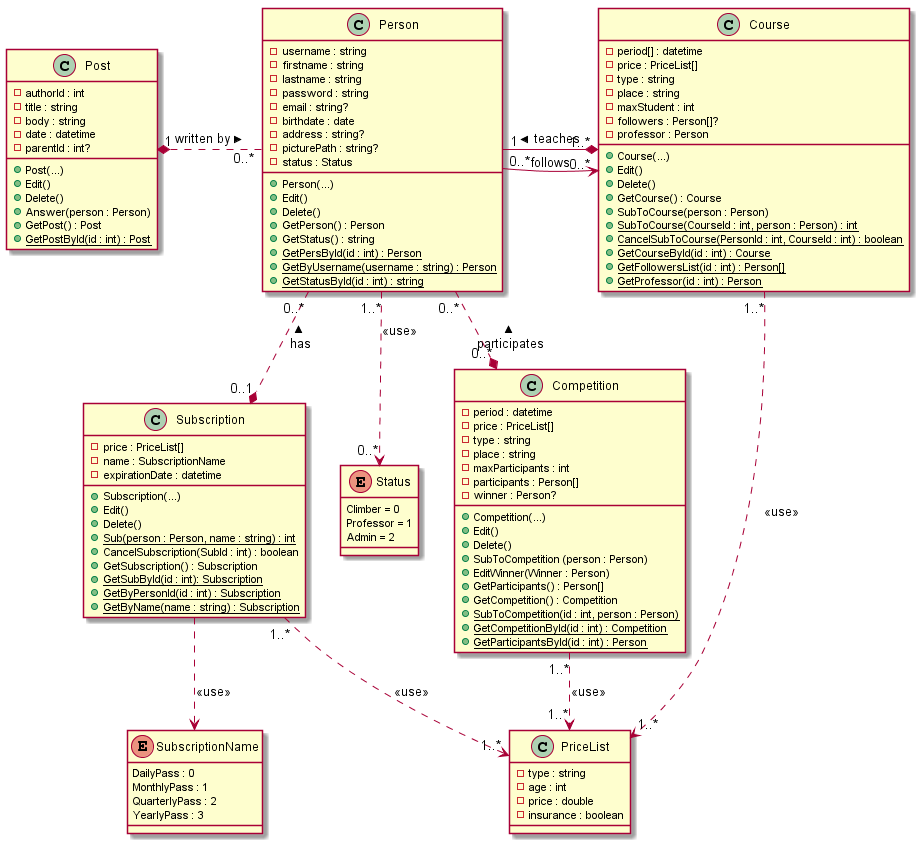 C Post
authorId : int
title : string
body : string
date : datetime
parentId : int?
Post(...)
Edit()
Delete()
Answer(person : Person)
GetPost() : Post
GetPostById(id : int) : Post
1 written by
0..*
C Person
username : string
firstname : string
lastname : string
password : string
email : string?
birthdate : date
address : string?
picturePath : string?
status : Status
Person(...)
Edit()
Delete()
GetPerson() : Person
GetStatus() : string
GetPersById(id : int) : Person
GetByUsername(username : string) : Person
GetStatusById(id : int) : string
1 teaches 1..*
0..* follows 0..*
C Course
period[] : datetime
price : PriceList[]
type : string
place : string
maxStudent : int
followers : Person[]?
professor : Person
Course(...)
Edit()
Delete()
GetCourse() : Course
SubToCourse(person : Person)
SubToCourse(CourseId : int, person : Person) : int
CancelSubToCourse(PersonId : int, CourseId : int) : boolean
GetCourseById(id : int) : Course
GetFollowersList(id : int) : Person[]
GetProfessor(id : int) : Person
0..*
has
0..1
1..*
«use»
0..*
0..*
participates
0..*
1..*
«use»
1..*
C Subscription
price : PriceList[]
name : SubscriptionName
expirationDate : datetime
Subscription(...)
Edit()
Delete()
Sub(person : Person, name : string) : int
CancelSubscription(SubId : int) : boolean
GetSubscription() : Subscription
GetSubById(id : int): Subscription
GetByPersonId(id : int) : Subscription
GetByName(name : string) : Subscription
E Status
Climber = 0
Professor = 1
Admin = 2
C Competition
period : datetime
price : PriceList[]
type : string
place : string
maxParticipants : int
participants : Person[]
winner : Person?
Competition(...)
Edit()
Delete()
SubToCompetition (person : Person)
EditWinner(Winner : Person)
GetParticipants() : Person[]
GetCompetition() : Competition
SubToCompetition(id : int, person : Person)
GetCompetitionById(id : int) : Competition
GetParticipantsById(id : int) : Person
«use»
1..*
«use»
1..*
1..*
«use»
1..*
E SubscriptionName
DailyPass : 0
MonthlyPass : 1
QuarterlyPass : 2
YearlyPass : 3
C PriceList
type : string
age : int
price : double
insurance : boolean